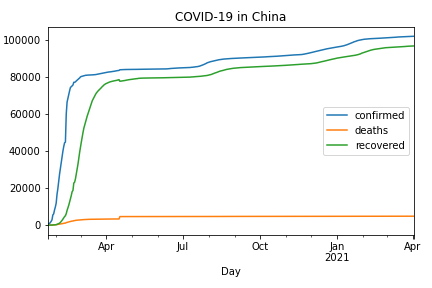 COVID-19 in China
100000
80000
60000
40000
20000
0
confirmed
deaths
recovered
Apr
Jul
Oct
Jan
2021
Apr
Day